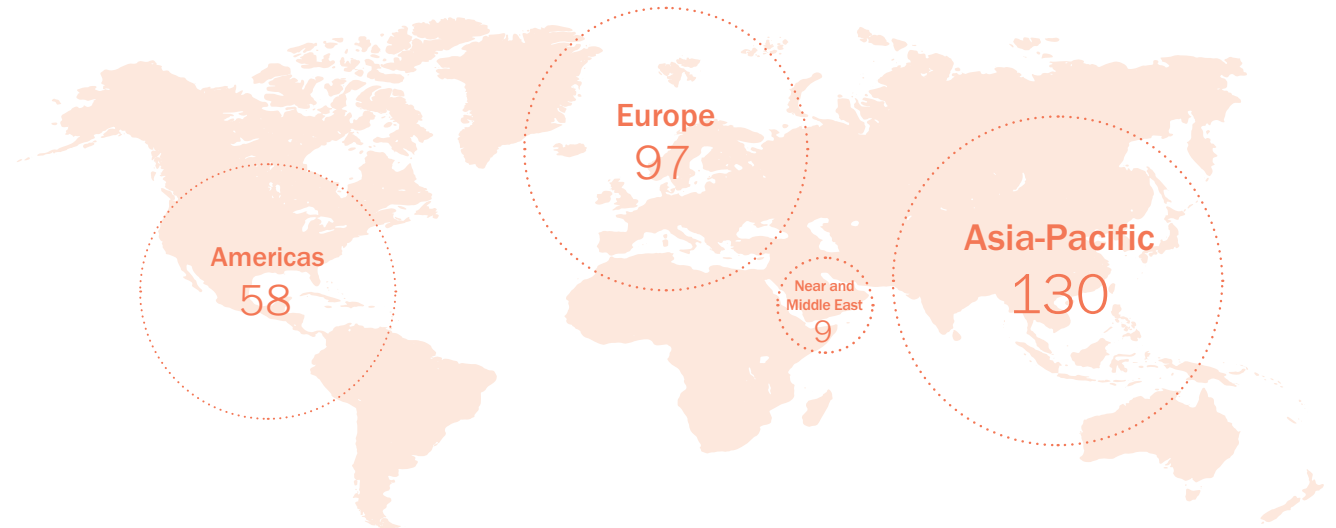 Europe
97
Americas
58
Near and
Middle East
9
Asia-Pacific
130